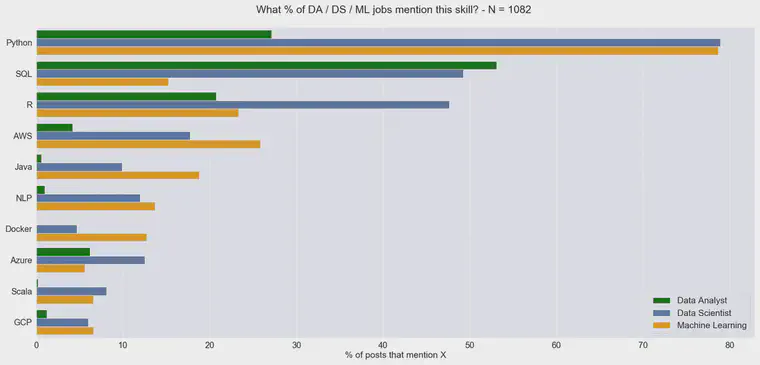 What % of DA / DS / ML jobs mention this skill? - N = 1082
Python
SQL
R
AWS
Java
NLP
Docker
Azure
Scala
GCP
Data Analyst
Data Scientist
Machine Learning
0 10 20 30 40 50 60 70 80
% of posts that mention X